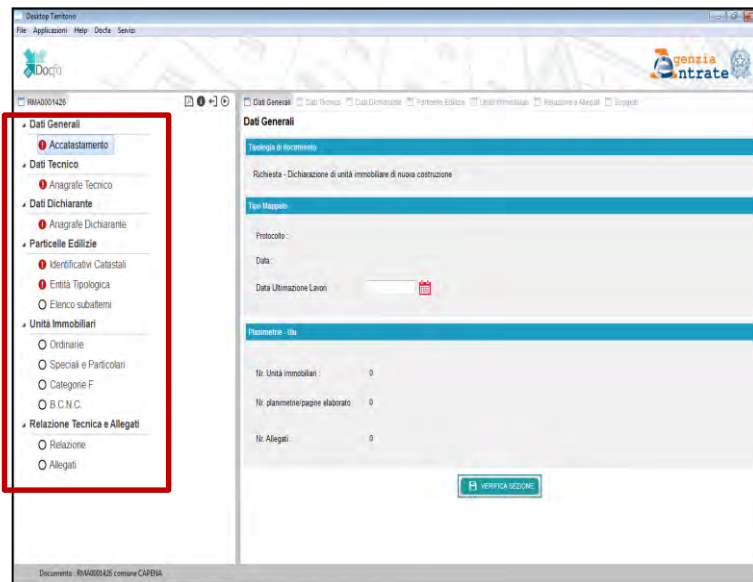 Desktop Territorio
File Applicazioni Help Docfa Servizi
Docfa
Agenzia
Entrate
RMA0001426
Dati Generali
Accatastamento
Dati Tecnico
Anagrafe Tecnico
Dati Dichiarante
Anagrafe Dichiarante
Particelle Edilizie
Identificativi Catastali
Entità Tipologica
Elenco subalterni
Unità Immobiliari
Ordinarie
Speciali e Particolari
Categorie F
B.C.N.C.
Relazione Tecnica e Allegati
Relazione
Allegati
Dati Generali Dati Tecnico Dati Dichiarante Particelle Edilizie Unità Immobiliari Relazione e Allegati Soggetti
Dati Generali
Tipologia di documento
Richiesta - Dichiarazione di unità immobiliare di nuova costruzione
Tipo Mappale
Protocollo :
Data :
Data Ultimazione Lavori
Planimetrie - Uiu
Nr. Unità immobiliari : 0
Nr. planimetrie/pagine elaborato 0
Nr. Allegati : 0
VERIFICA SEZIONE
Documento : RMA0001426 comune CAPENA